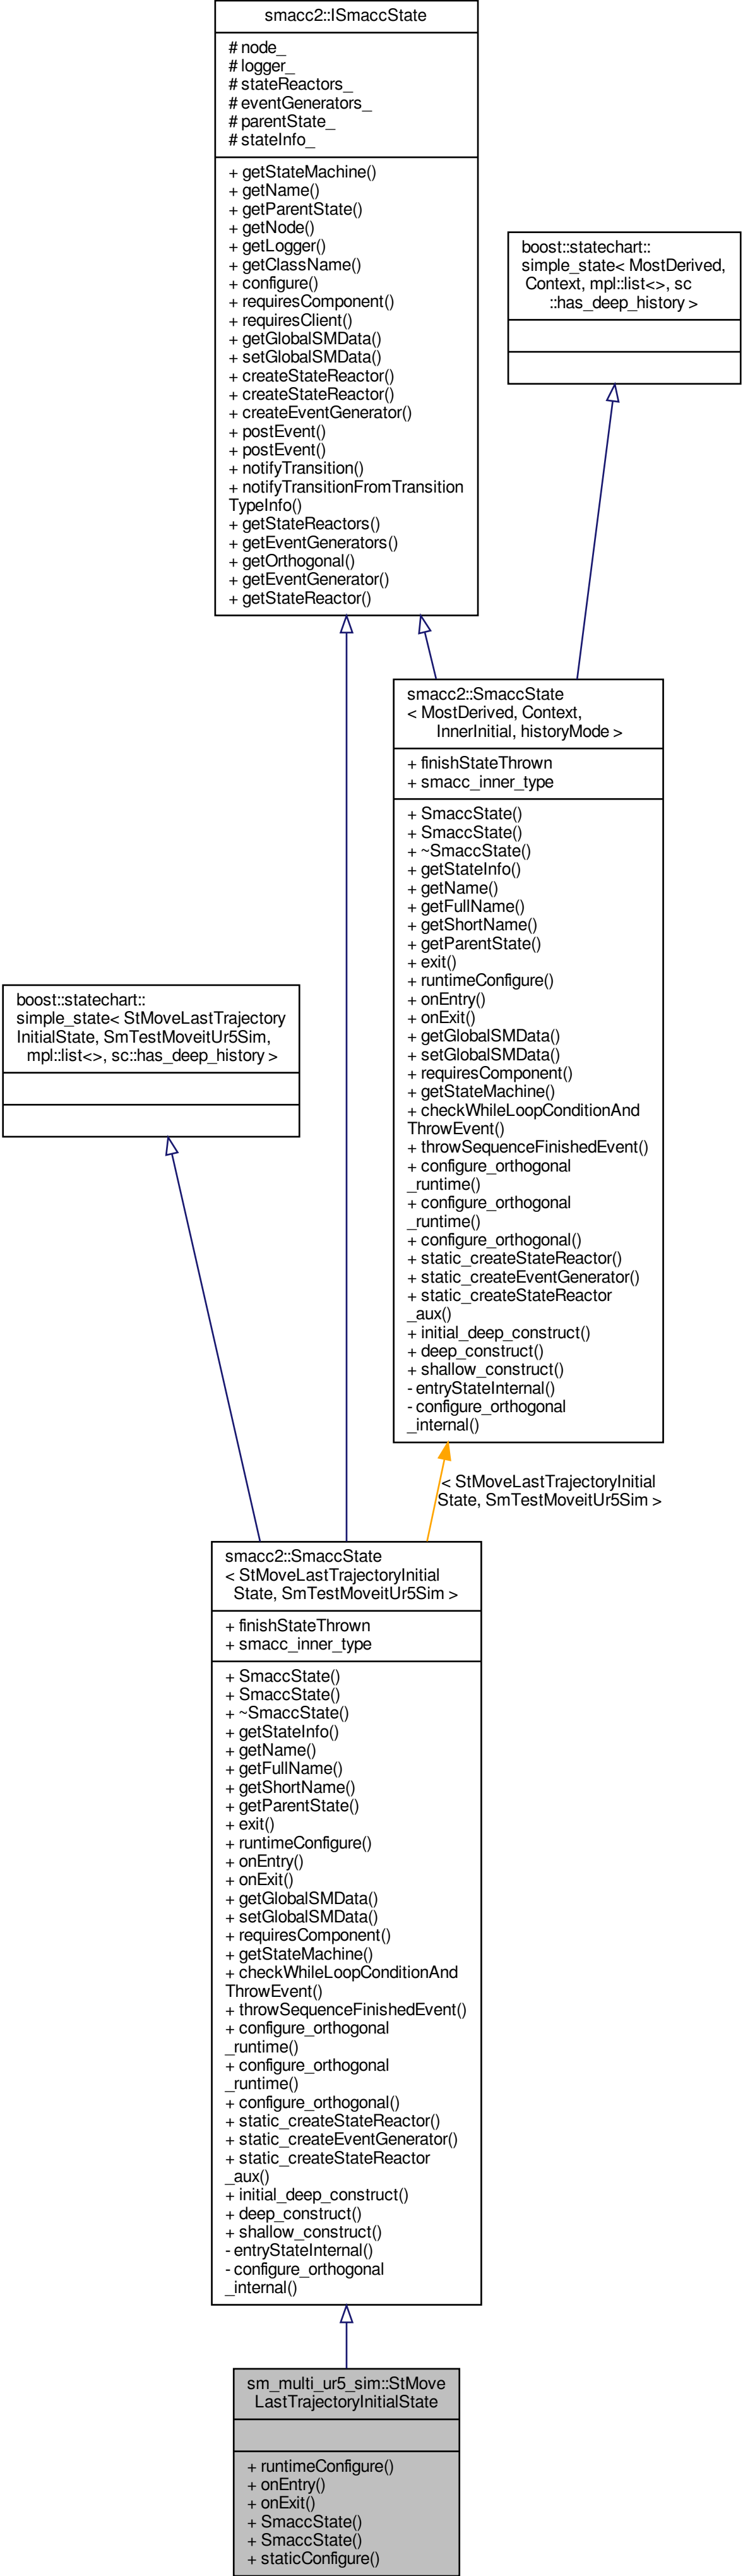 smacc2::ISmaccState
# node_
# logger_
# stateReactors_
# eventGenerators_
# parentState_
# stateInfo_
+ getStateMachine()
+ getName()
+ getParentState()
+ getNode()
+ getLogger()
+ getClassName()
+ configure()
+ requiresComponent()
+ requiresClient()
+ getGlobalSMData()
+ setGlobalSMData()
+ createStateReactor()
+ createStateReactor()
+ createEventGenerator()
+ postEvent()
+ postEvent()
+ notifyTransition()
+ notifyTransitionFromTransition
TypeInfo()
+ getStateReactors()
+ getEventGenerators()
+ getOrthogonal()
+ getEventGenerator()
+ getStateReactor()
boost::statechart::
simple_state< MostDerived,
Context, mpl::list<>, sc
::has_deep_history >
smacc2::SmaccState
< MostDerived, Context,
InnerInitial, historyMode >
+ finishStateThrown
+ smacc_inner_type
+ SmaccState()
+ SmaccState()
+ ~SmaccState()
+ getStateInfo()
+ getName()
+ getFullName()
+ getShortName()
+ getParentState()
+ exit()
+ runtimeConfigure()
+ onEntry()
+ onExit()
+ getGlobalSMData()
+ setGlobalSMData()
+ requiresComponent()
+ getStateMachine()
+ checkWhileLoopConditionAnd
ThrowEvent()
+ throwSequenceFinishedEvent()
+ configure_orthogonal
_runtime()
+ configure_orthogonal
_runtime()
+ configure_orthogonal()
+ static_createStateReactor()
+ static_createEventGenerator()
+ static_createStateReactor
_aux()
+ initial_deep_construct()
+ deep_construct()
+ shallow_construct()
- entryStateInternal()
- configure_orthogonal
_internal()
boost::statechart::
simple_state< StMoveLastTrajectory
InitialState, SmTestMoveitUr5Sim,
mpl::list<>, sc::has_deep_history >
< StMoveLastTrajectoryInitial
State, SmTestMoveitUr5Sim >
smacc2::SmaccState
< StMoveLastTrajectoryInitial
State, SmTestMoveitUr5Sim >
+ finishStateThrown
+ smacc_inner_type
+ SmaccState()
+ SmaccState()
+ ~SmaccState()
+ getStateInfo()
+ getName()
+ getFullName()
+ getShortName()
+ getParentState()
+ exit()
+ runtimeConfigure()
+ onEntry()
+ onExit()
+ getGlobalSMData()
+ setGlobalSMData()
+ requiresComponent()
+ getStateMachine()
+ checkWhileLoopConditionAnd
ThrowEvent()
+ throwSequenceFinishedEvent()
+ configure_orthogonal
_runtime()
+ configure_orthogonal
_runtime()
+ configure_orthogonal()
+ static_createStateReactor()
+ static_createEventGenerator()
+ static_createStateReactor
_aux()
+ initial_deep_construct()
+ deep_construct()
+ shallow_construct()
- entryStateInternal()
- configure_orthogonal
_internal()
sm_multi_ur5_sim::StMove
LastTrajectoryInitialState
+ runtimeConfigure()
+ onEntry()
+ onExit()
+ SmaccState()
+ SmaccState()
+ staticConfigure()